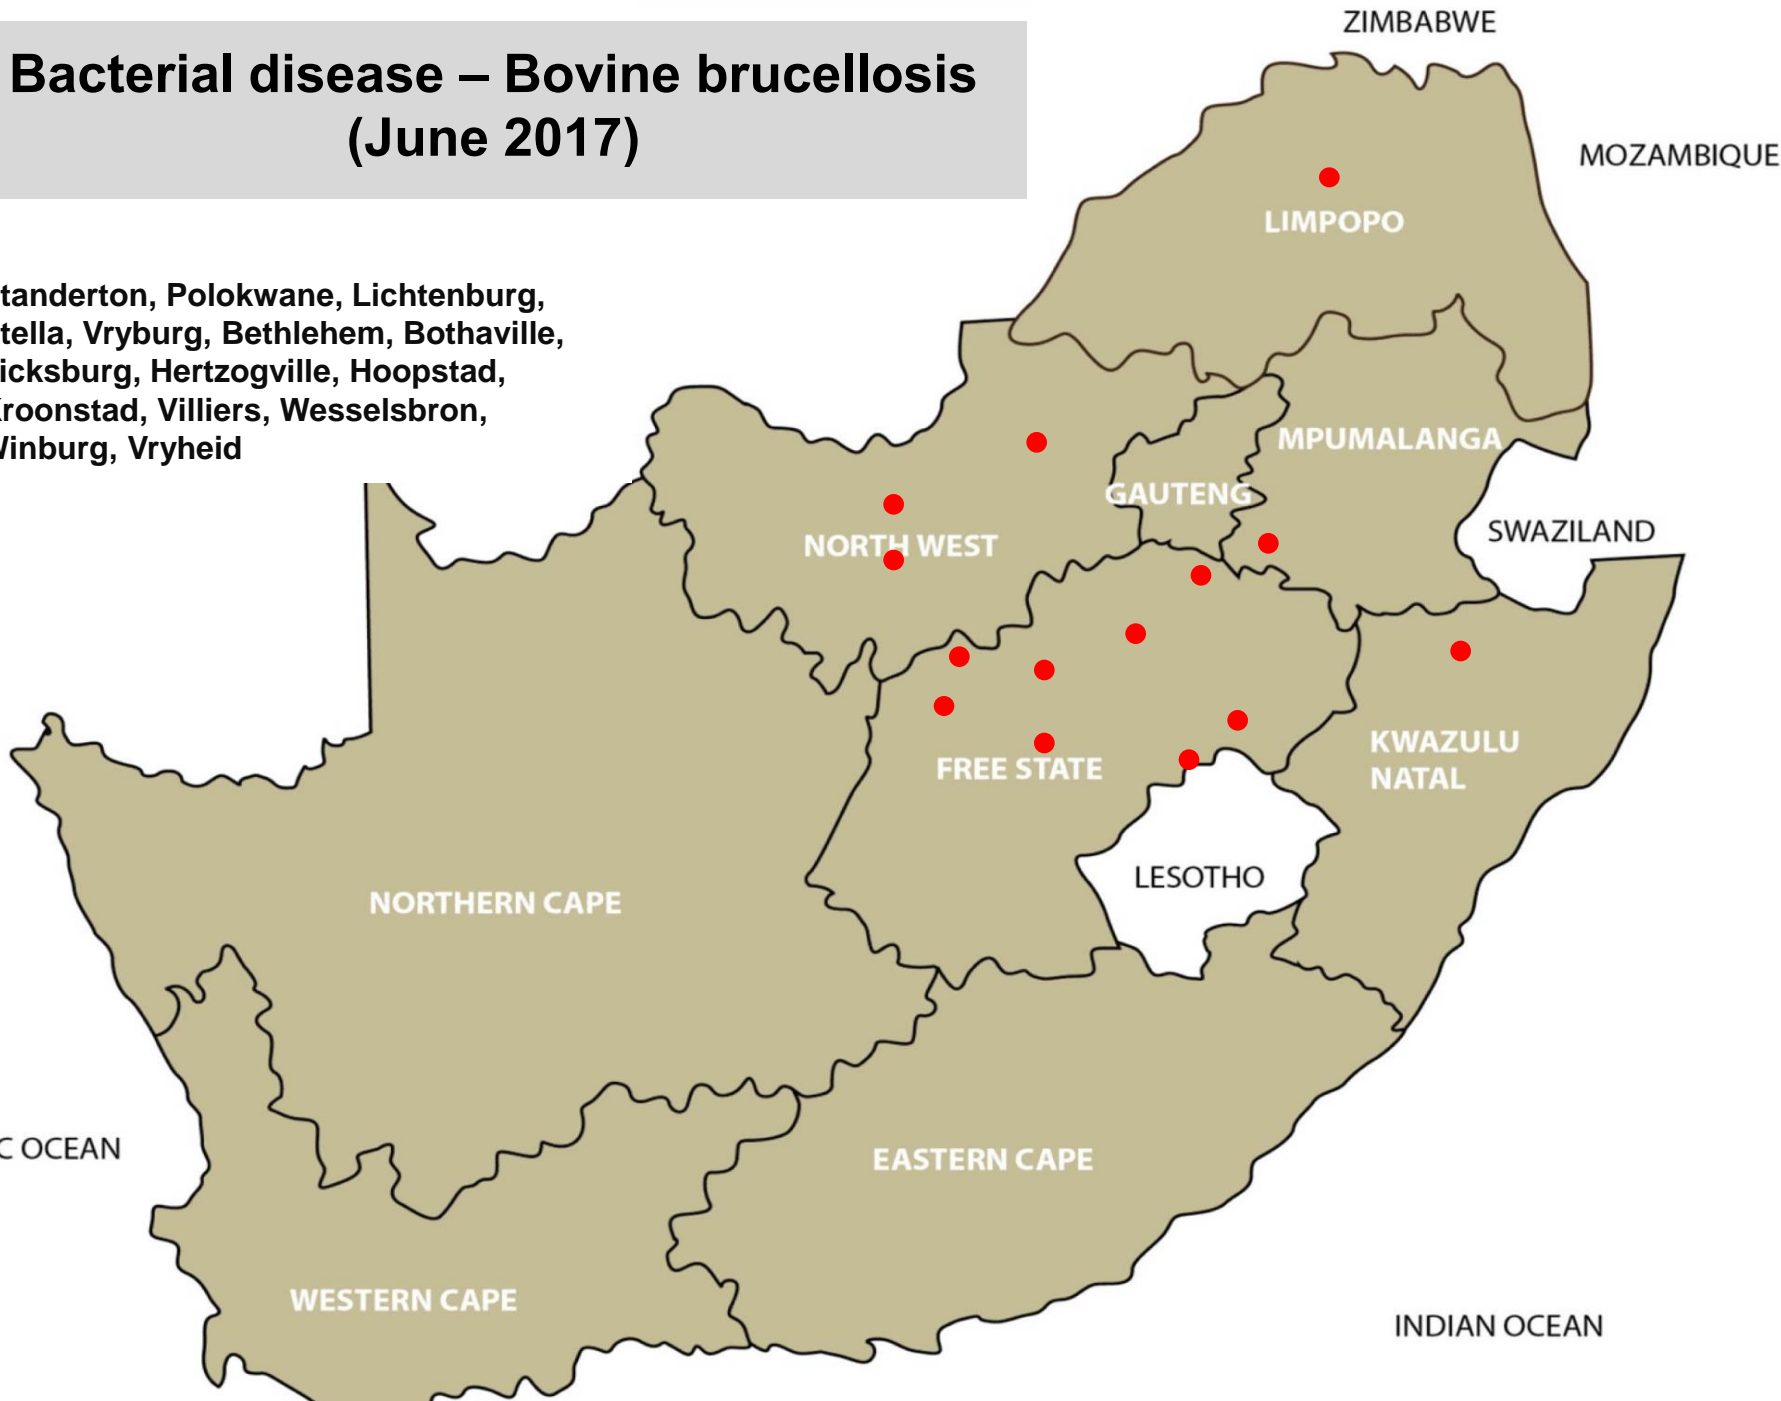 ZIMBABWE
Bacterial disease – Bovine brucellosis
(June 2017)
MOZAMBIQUE
LIMPOPO
tanderton, Polokwane, Lichtenburg,
tella, Vryburg, Bethlehem, Bothaville,
icksburg, Hertzogville, Hoopstad,
roonstad, Villiers, Wesselsbron,
inburg, Vryheid
MPUMALANGA
GAUTENG
SWAZILAND
NORTH WEST
KWAZULU
NATAL
FREE STATE
LESOTHO
NORTHERN CAPE
C OCEAN
EASTERN CAPE
WESTERN CAPE
INDIAN OCEAN